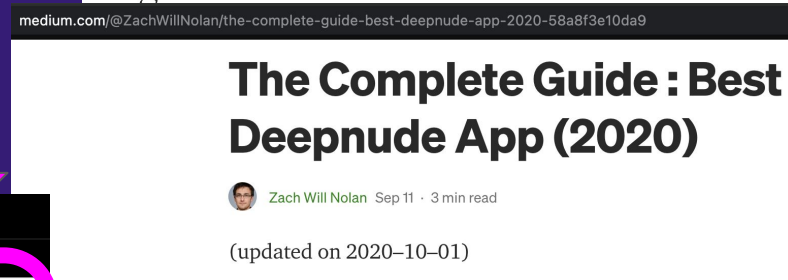 medium.com/@ZachWillNolan/the-complete-guide-best-deepnude-app-2020-58a8f3e10da9
The Complete Guide : Best
Deepnude App (2020)
Zach Will Nolan Sep 11 · 3 min read
(updated on 2020–10–01)